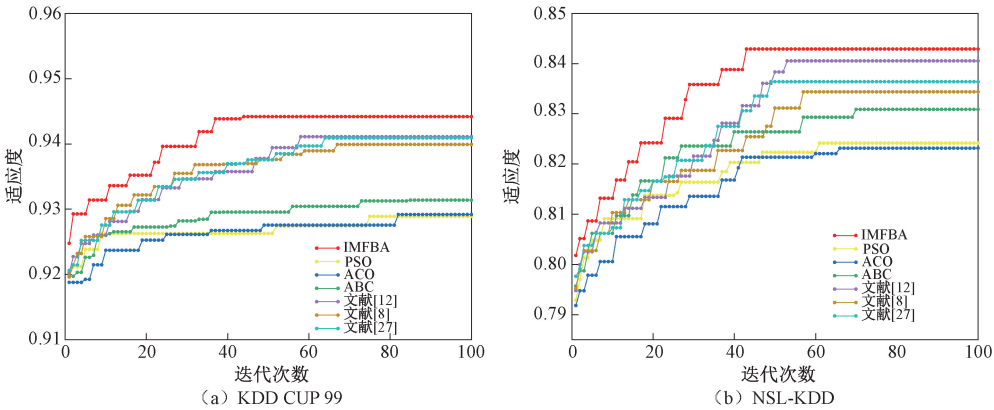 0.96
0.95
0.94
0.93
0.92
0.91
适应度
0 20 40 60 80 100
迭代次数
IMFBA
PSO
ACO
ABC
文献[12]
文献[8]
文献[27]
（a）KDD CUP 99
0.85
0.84
0.83
0.82
0.81
0.80
0.79
适应度
0 20 40 60 80 100
迭代次数
IMFBA
PSO
ACO
ABC
文献[12]
文献[8]
文献[27]
（b）NSL-KDD